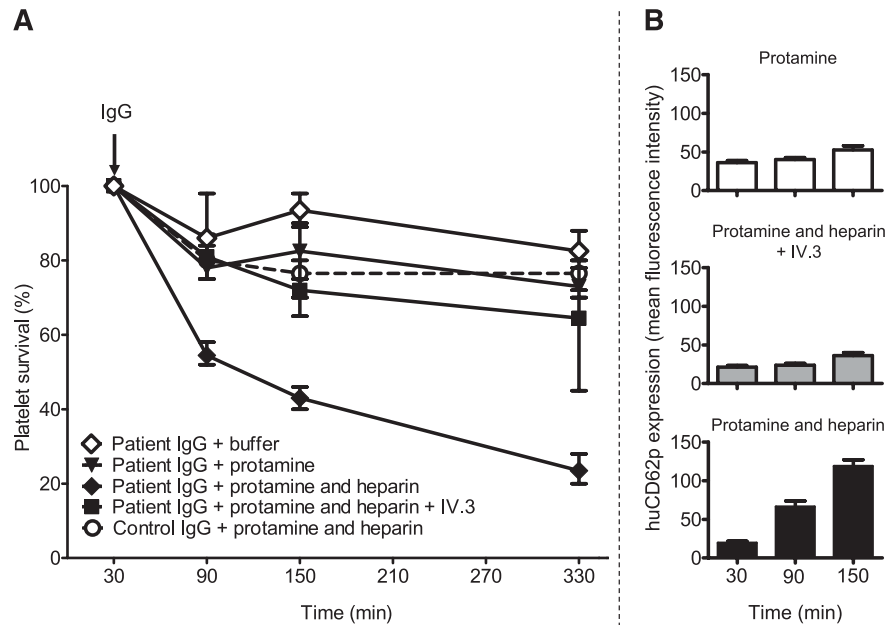 A
IgG
100
80
60
40
20
0
Platelet survival (%)
Patient IgG + buffer
Patient IgG + protamine
Patient IgG + protamine and heparin
Patient IgG + protamine and heparin + IV.3
Control IgG + protamine and heparin
30 90 150 210 270 330
Time (min)
B
huCD62p expression (mean fluorescence intensity)
Protamine
150
100
50
0
Protamine and heparin
+ IV.3
150
100
50
0
Protamine and heparin
150
100
50
0
30 90 150
Time (min)